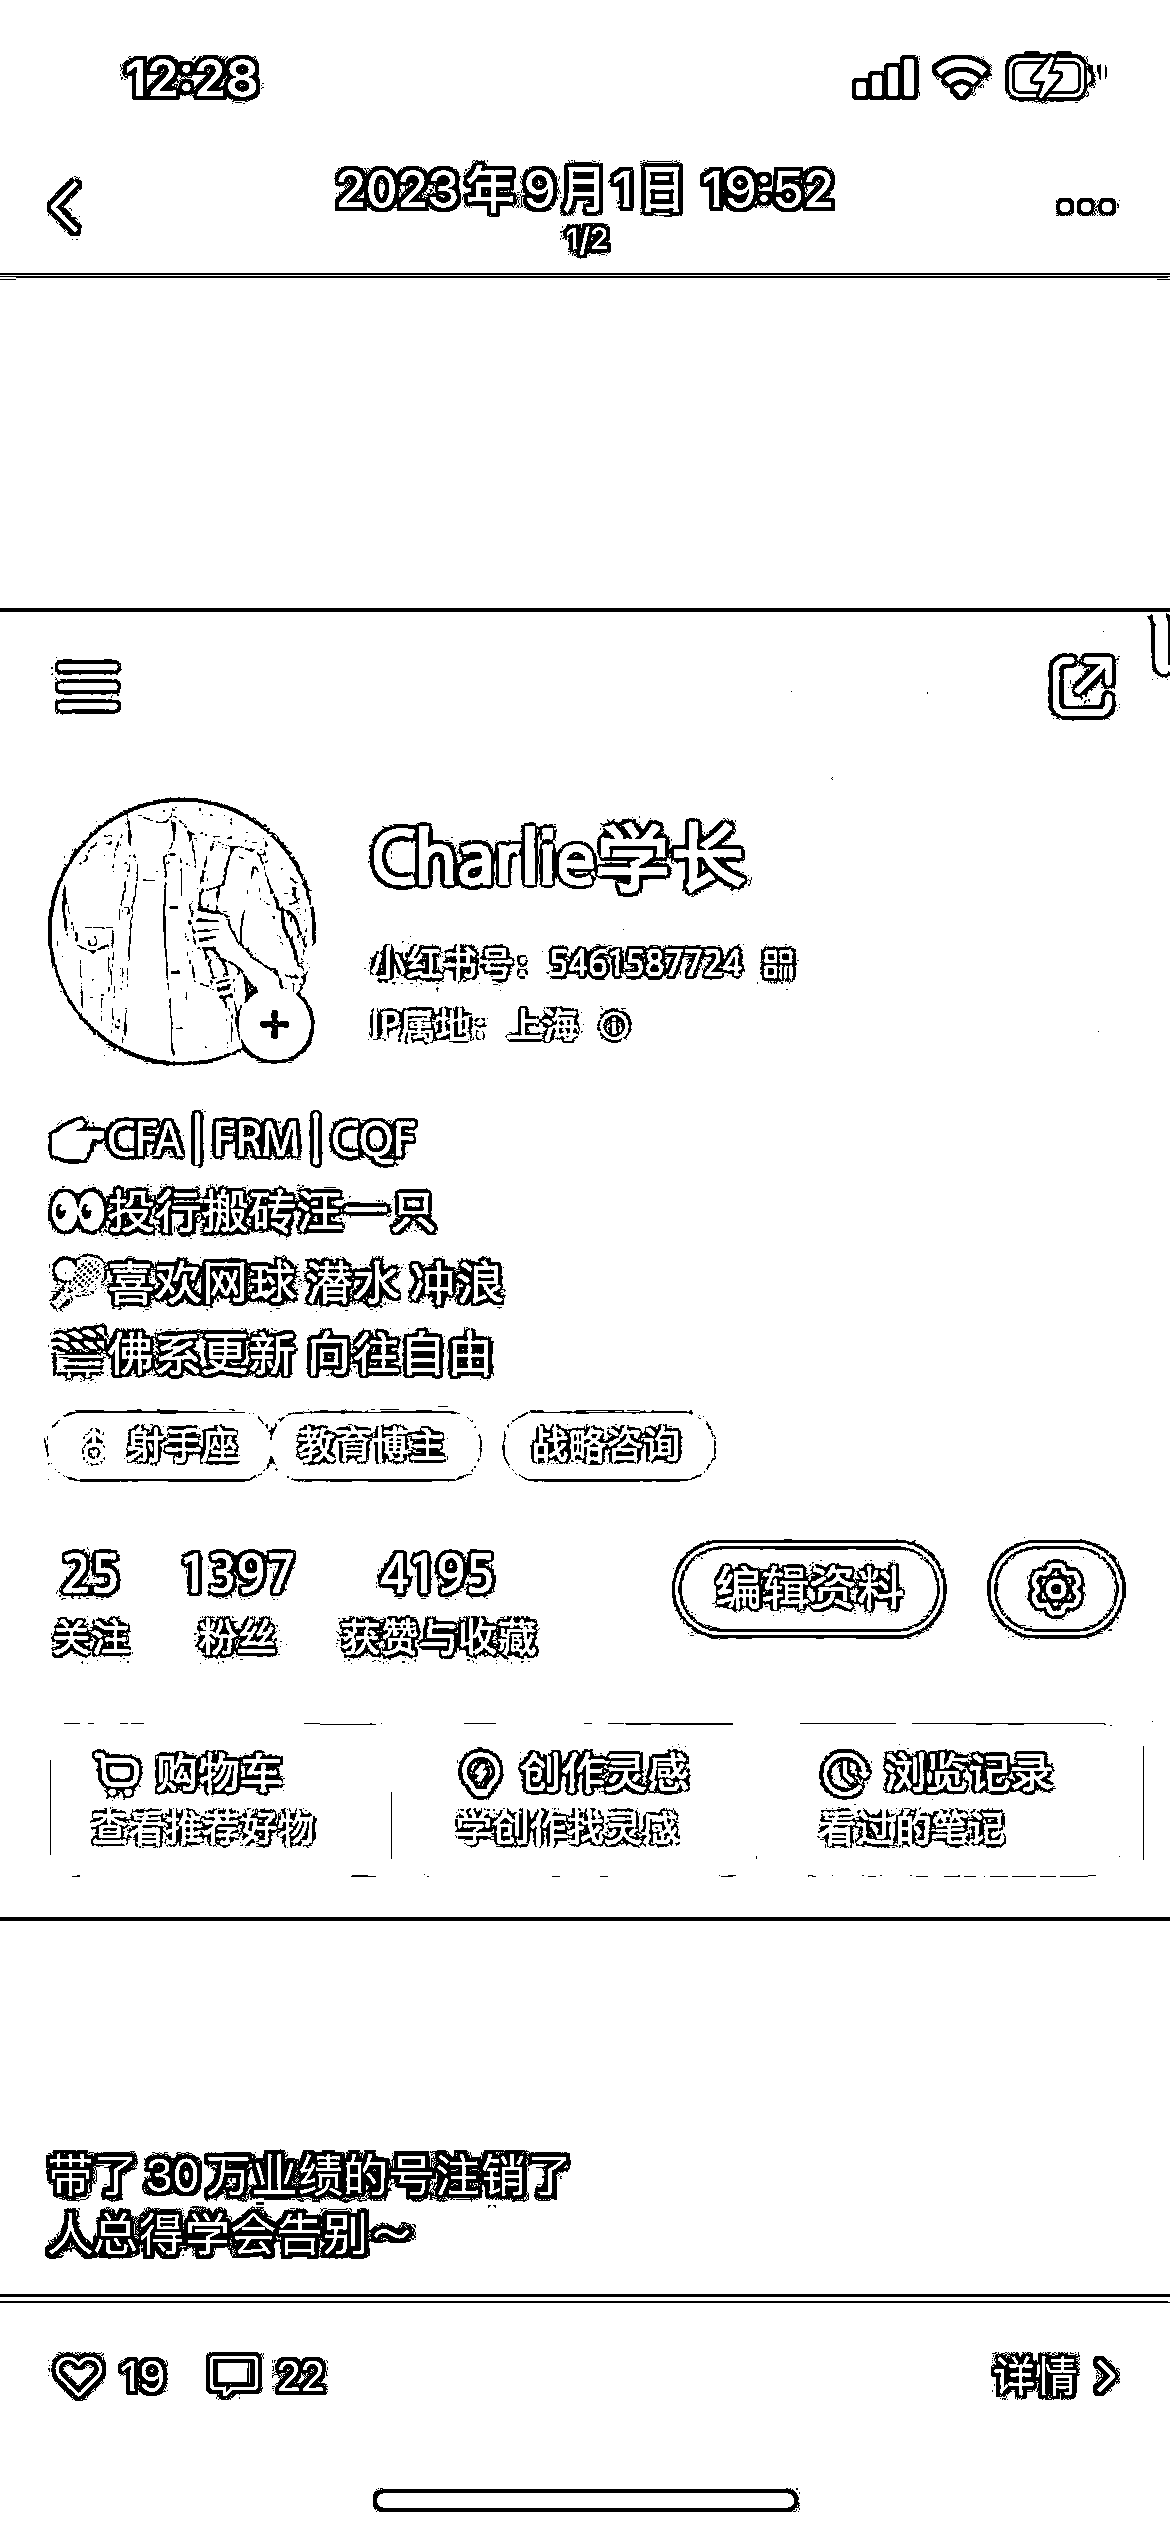 12:28
2023年9月1日 19:52
1/2
Charlie学长
小红书号：5461587724
IP属地：上海
👉CFA | FRM | CQF
👀投行搬砖汪一只
🎾喜欢网球 潜水 冲浪
🎬佛系更新 向往自由
射手座 教育博主 战略咨询
25 1397 4195 编辑资料
关注 粉丝 获赞与收藏
购物车 创作灵感 浏览记录
查看推荐好物 学创作找灵感 看过的笔记
带了30万业绩的号注销了
人总得学会告别～
19 22 详情